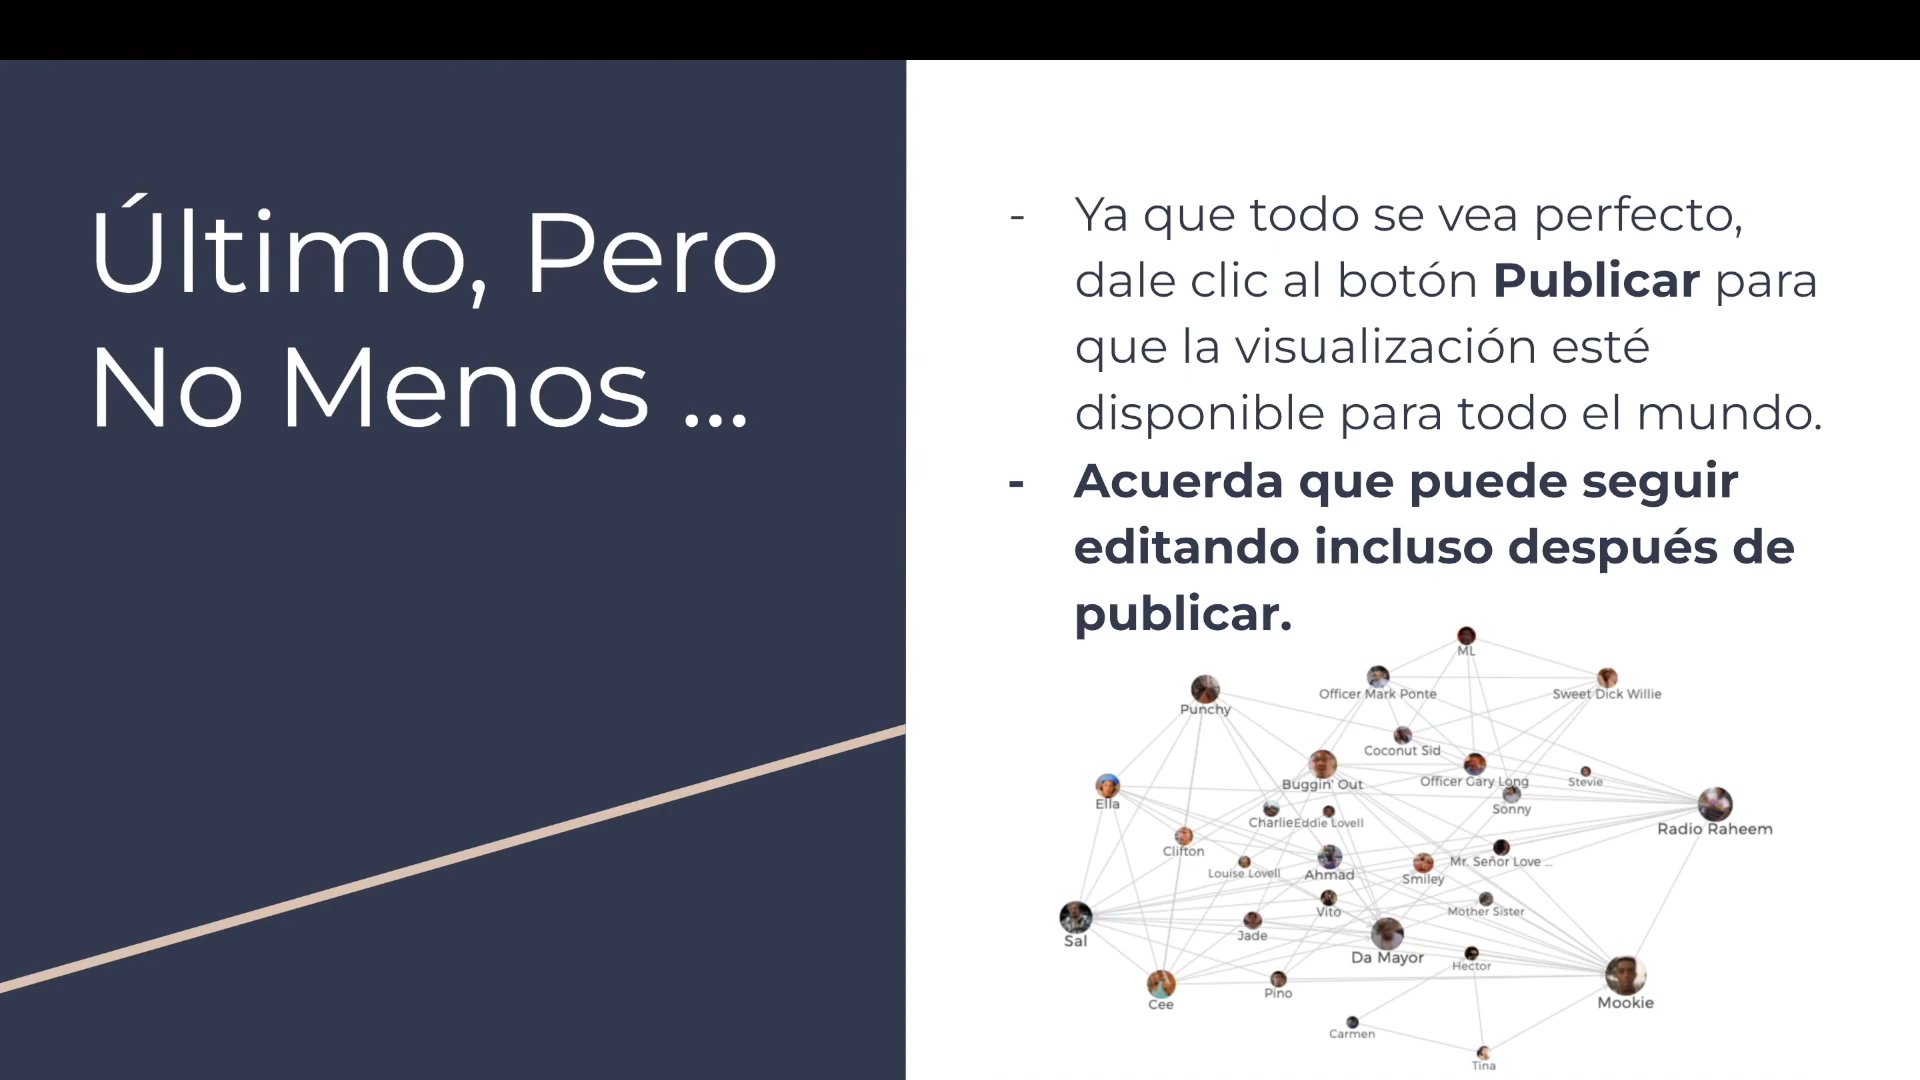 Último, Pero
No Menos ...
- Ya que todo se vea perfecto,
dale clic al botón Publicar para
que la visualización esté
disponible para todo el mundo.
- Acuerda que puede seguir
editando incluso después de
publicar.
ML
Officer Mark Ponte
Sweet Dick Willie
Punchy
Coconut Sid
Buggin' Out
Officer Gary Long
Stevie
Ella
Sonny
Charlie
Eddie Lovell
Radio Raheem
Clifton
Louise Lovell
Ahmad
Smiley
Mr. Señor Love ...
Vito
Mother Sister
Sal
Jade
Da Mayor
Hector
Cee
Pino
Mookie
Carmen
Tina